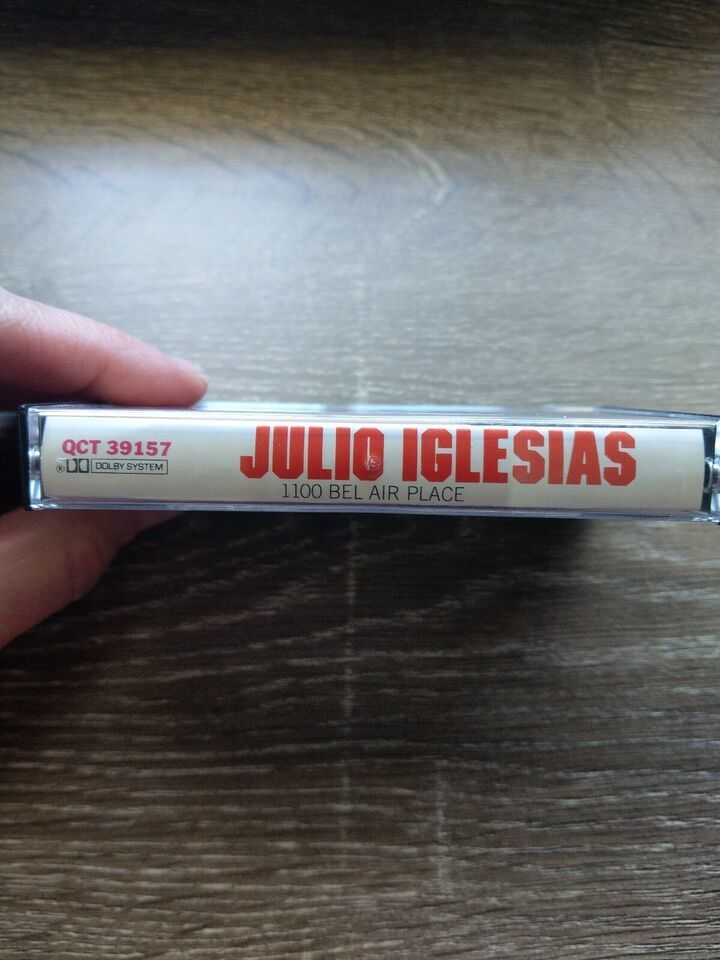 QCT 39157
® DOLBY SYSTEM
JULIO IGLESIAS
1100 BEL AIR PLACE